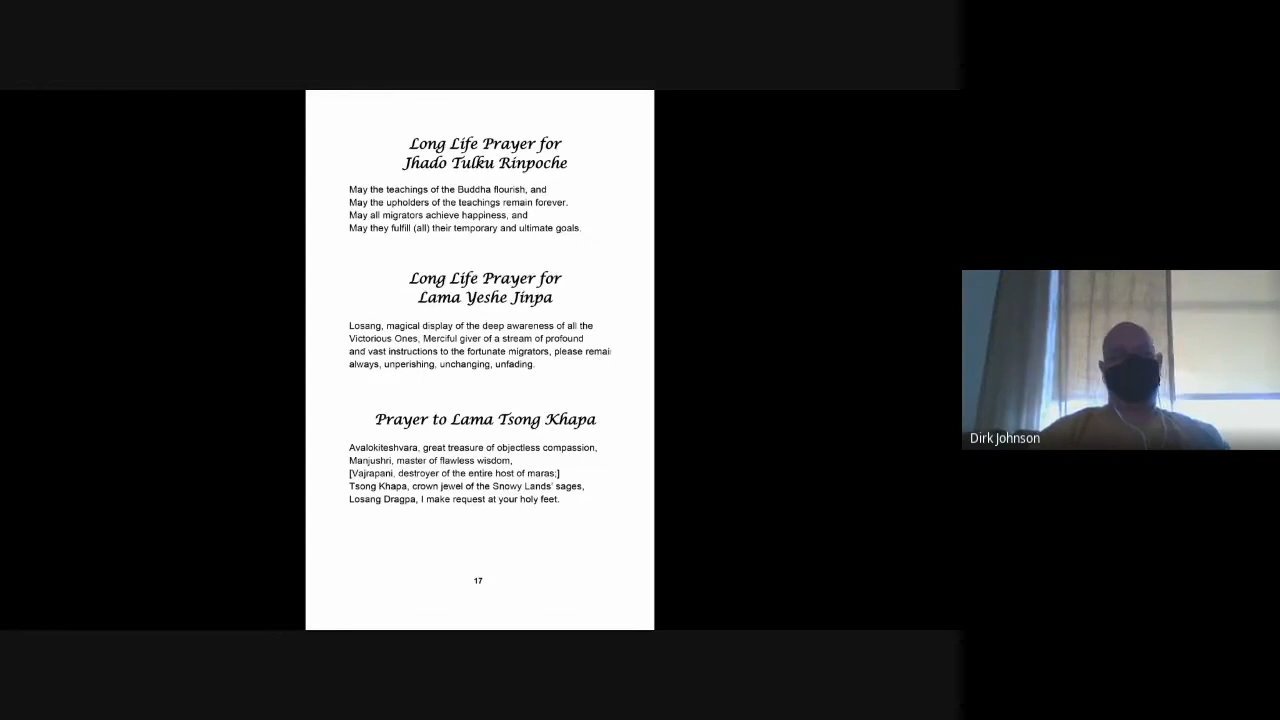 Long Life Prayer for
Jhado Tulku Rinpoche
May the teachings of the Buddha flourish, and
May the upholders of the teachings remain forever.
May all migrators achieve happiness, and
May they fulfill (all) their temporary and ultimate goals.
Long Life Prayer for
Lama Yeshe Jinpa
Losang, magical display of the deep awareness of all the
Victorious Ones, Merciful giver of a stream of profound
and vast instructions to the fortunate migrators, please remai
always, unperishing, unchanging, unfading.
Prayer to Lama Tsong Khapa
Avalokiteshvara, great treasure of objectless compassion,
Manjushri, master of flawless wisdom,
[Vajrapani, destroyer of the entire host of maras;]
Tsong Khapa, crown jewel of the Snowy Lands' sages,
Losang Dragpa, I make request at your holy feet.
17
Dirk Johnson